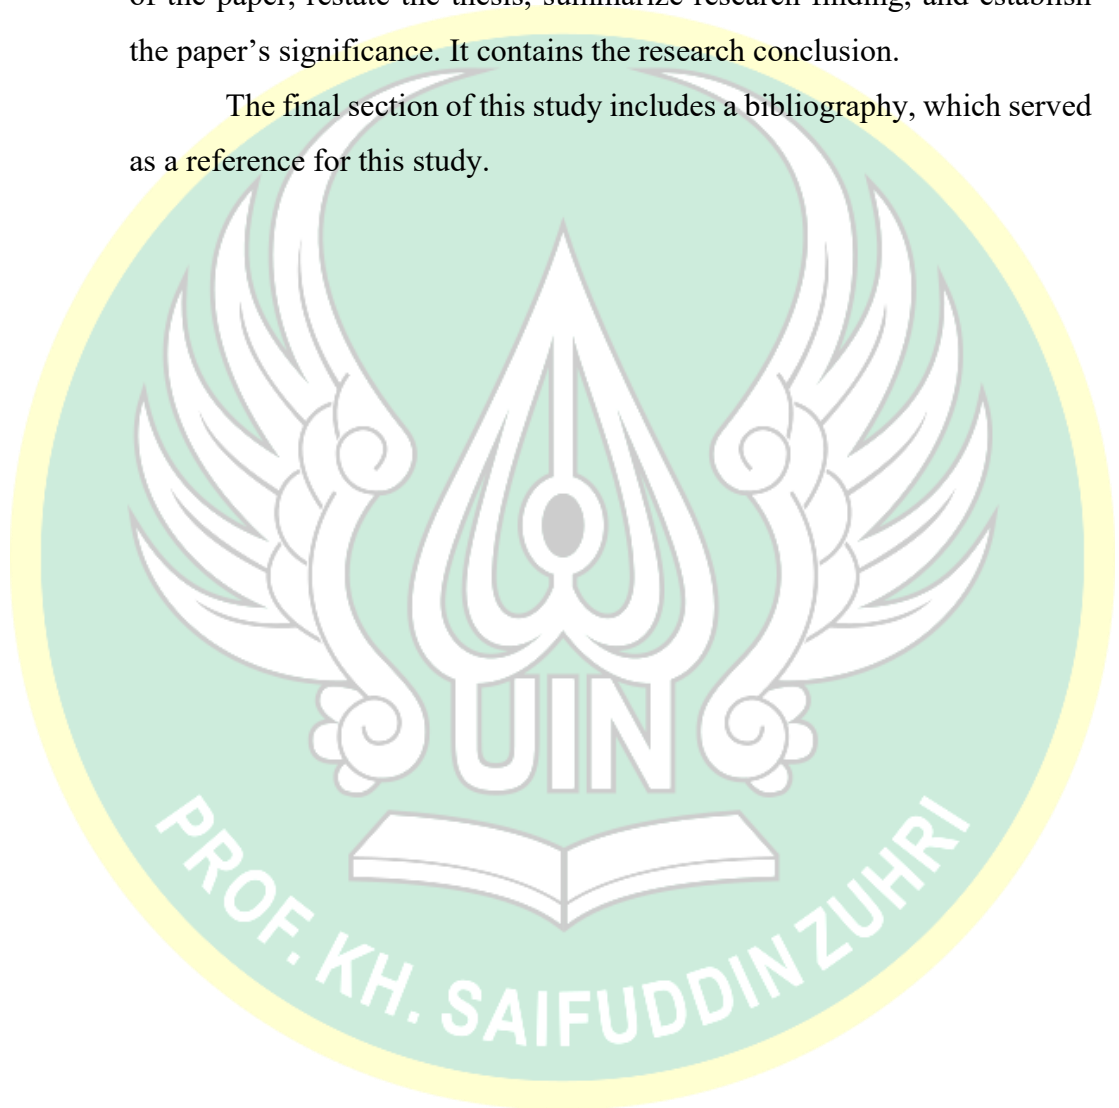 of the paper, restate the thesis, summarize research finding, and establish
the paper’s significance. It contains the research conclusion.
The final section of this study includes a bibliography, which served
as a reference for this study.
UIN
PROF. KH. SAIFUDDIN ZUHRI